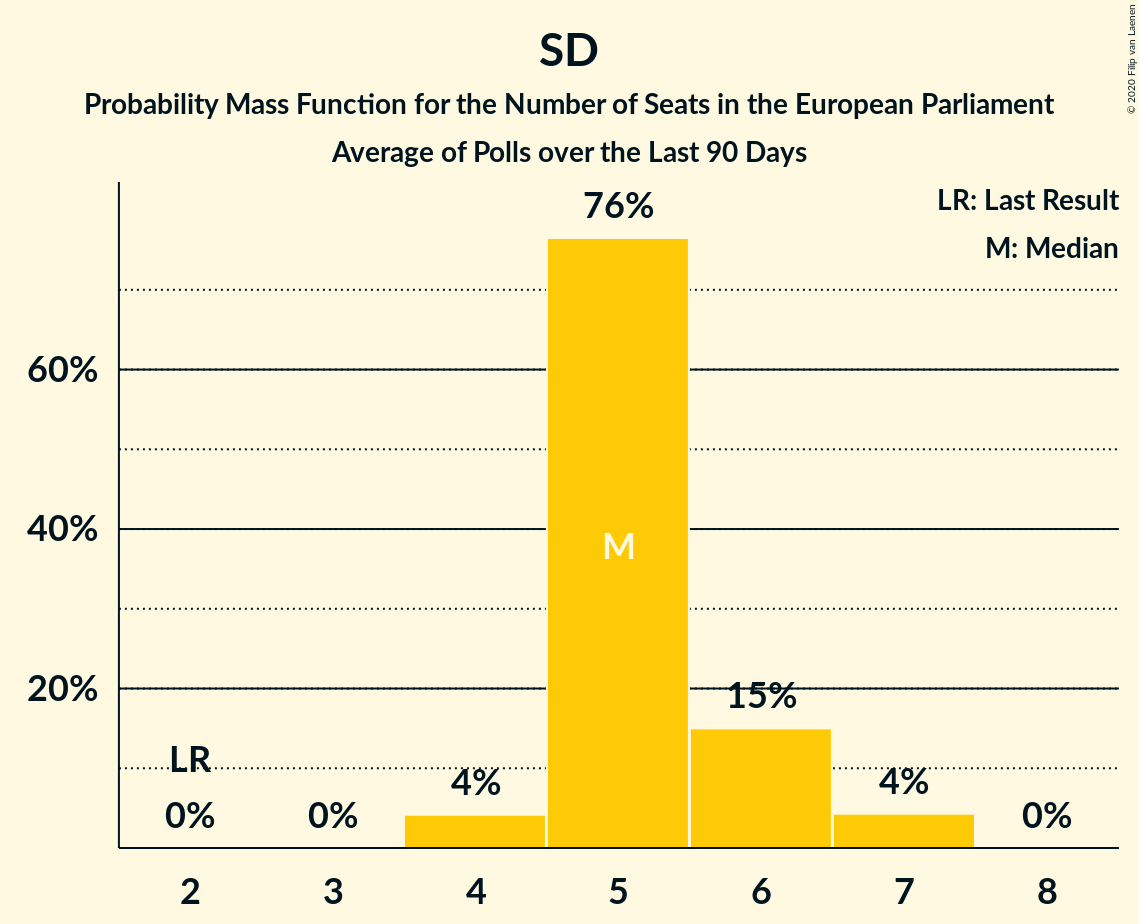 SD
Probability Mass Function for the Number of Seats in the European Parliament
Average of Polls over the Last 90 Days
© 2020 Filip van Laenen
LR: Last Result
M: Median
76%
60%
40%
M
20%
15%
LR
4%
4%
0%
0%
0%
2 3 4 5 6 7 8